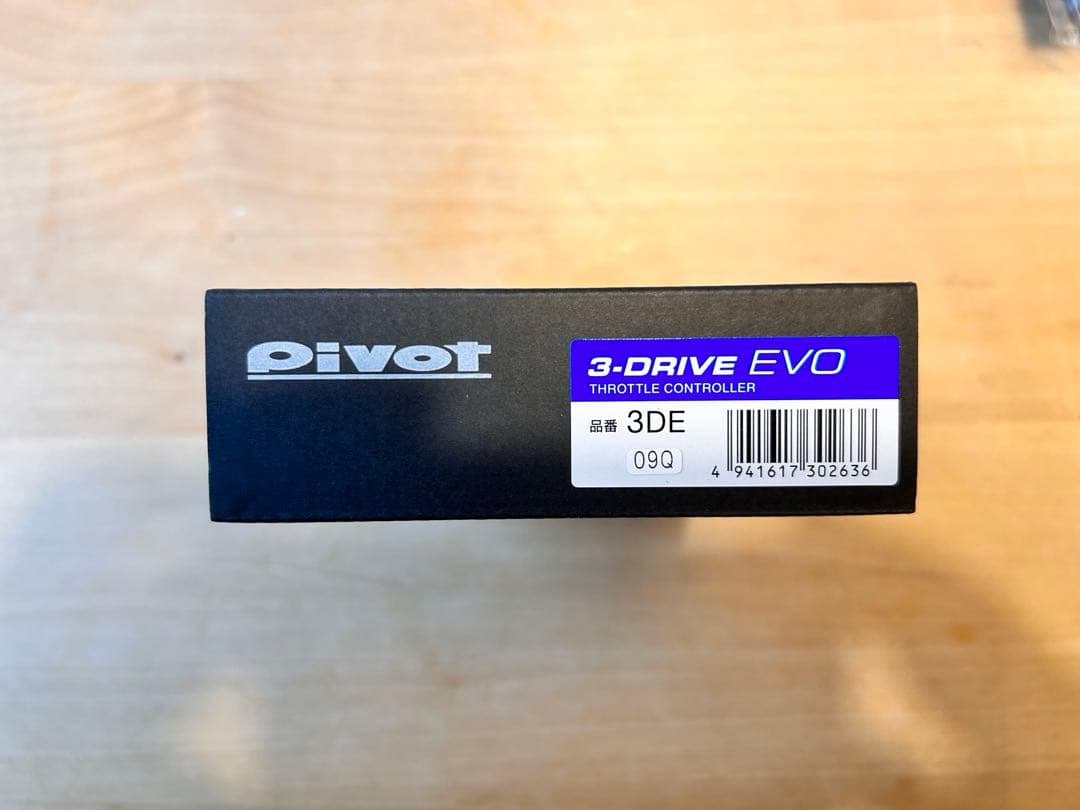 Pivot
3-DRIVE EVO
THROTTLE CONTROLLER
品番 3DE
09Q
4 941617 302636